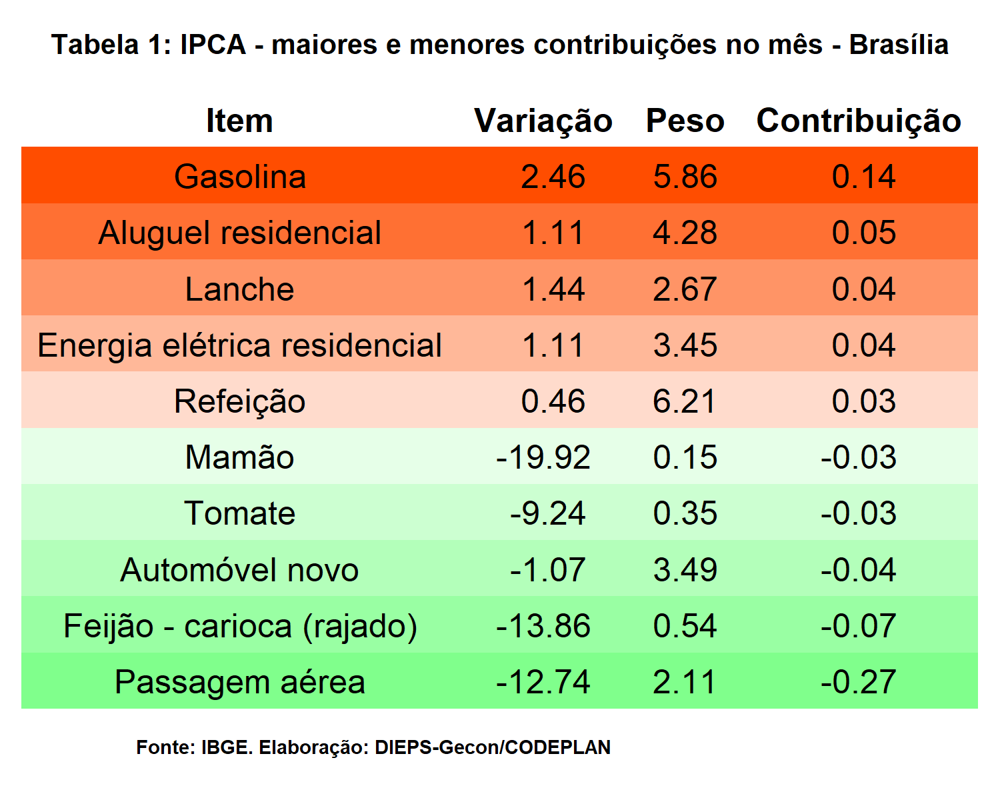 Tabela 1: IPCA - maiores e menores contribuições no mês - Brasília
Item Variação Peso Contribuição
Gasolina 2.46 5.86 0.14
Aluguel residencial 1.11 4.28 0.05
Lanche 1.44 2.67 0.04
Energia elétrica residencial 1.11 3.45 0.04
Refeição 0.46 6.21 0.03
Mamão -19.92 0.15 -0.03
Tomate -9.24 0.35 -0.03
Automóvel novo -1.07 3.49 -0.04
Feijão - carioca (rajado) -13.86 0.54 -0.07
Passagem aérea -12.74 2.11 -0.27
Fonte: IBGE. Elaboração: DIEPS-Gecon/CODEPLAN